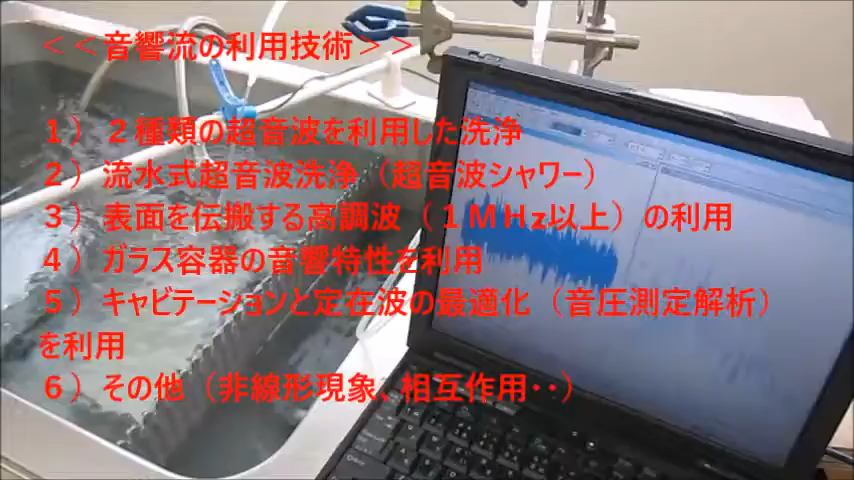 ＜＜音響流の利用技術＞＞
１）２種類の超音波を利用した洗浄
２）流水式超音波洗浄（超音波シャワー）
３）表面を伝搬する高調波（１ＭＨｚ以上）の利用
４）ガラス容器の音響特性を利用
５）キャビテーションと定在波の最適化（音圧測定解析）
を利用
６）その他（非線形現象、相互作用‥）